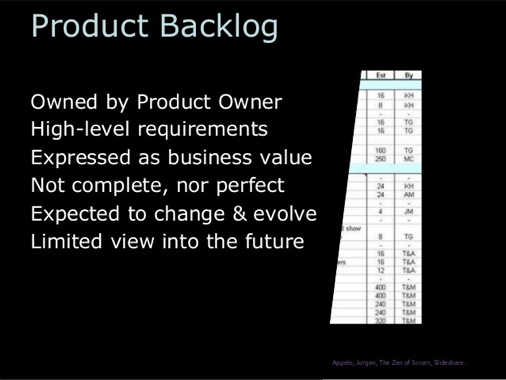 Product Backlog
Owned by Product Owner
High-level requirements
Expressed as business value
Not complete, nor perfect
Expected to change & evolve
Limited view into the future
Est By
16 KH
8 KH
- -
16 TG
16 TG
160 TG
250 MC
- -
24 KH
24 AM
- -
4 JM
- -
show
8 TG
- -
16 T&A
ers 16 T&A
12 T&A
- -
400 T&M
400 T&M
240 T&M
240 T&M
320 T&M
Appelo, Jurgen, The Zen of Scrum, Slideshare.